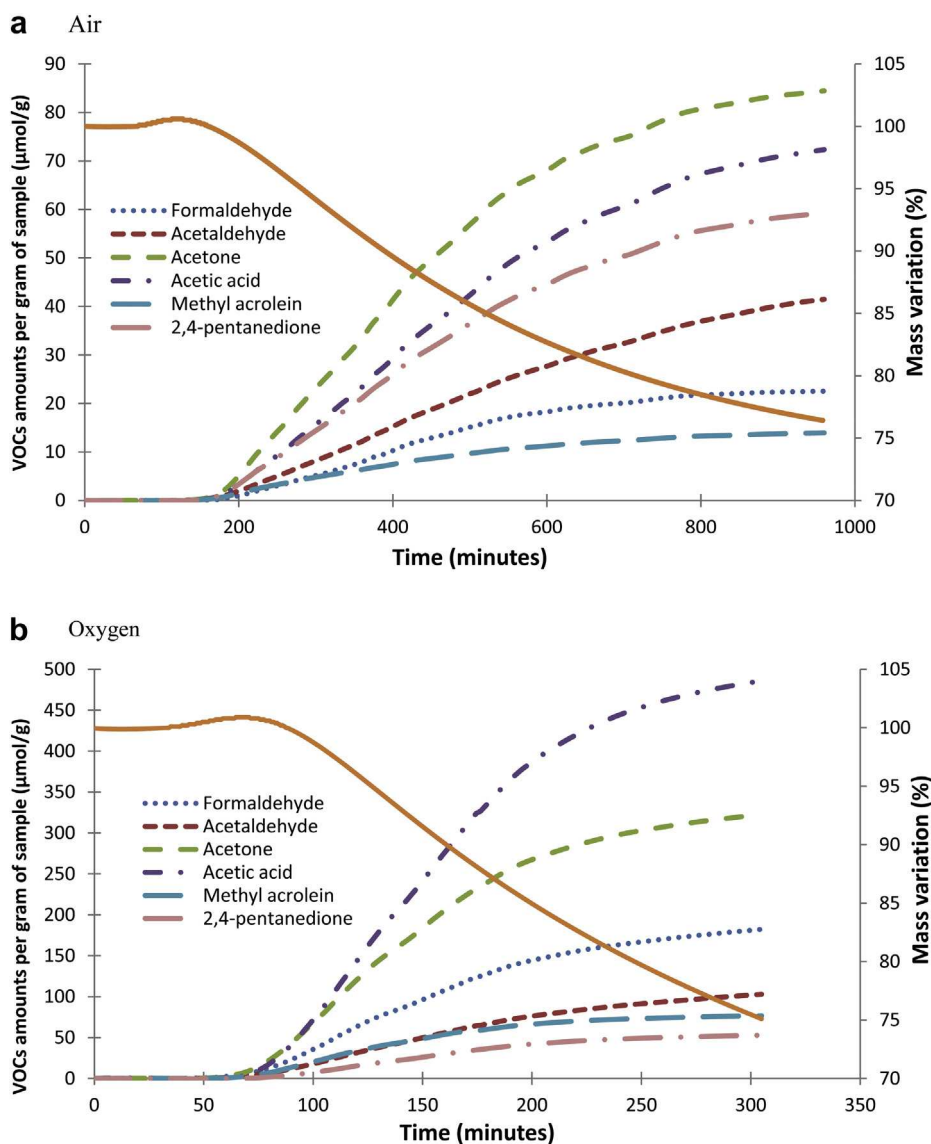 a Air
90
80
70
60
50
40
30
20
10
0
VOCs amounts per gram of sample (μmol/g)
Formaldehyde
Acetaldehyde
Acetone
Acetic acid
Methyl acrolein
2,4-pentanedione
105
100
95
90
85
80
75
70
Mass variation (%)
0 200 400 600 800 1000
Time (minutes)
b Oxygen
500
450
400
350
300
250
200
150
100
50
0
VOCs amounts per gram of sample (μmol/g)
Formaldehyde
Acetaldehyde
Acetone
Acetic acid
Methyl acrolein
2,4-pentanedione
105
100
95
90
85
80
75
70
Mass variation (%)
0 50 100 150 200 250 300 350
Time (minutes)